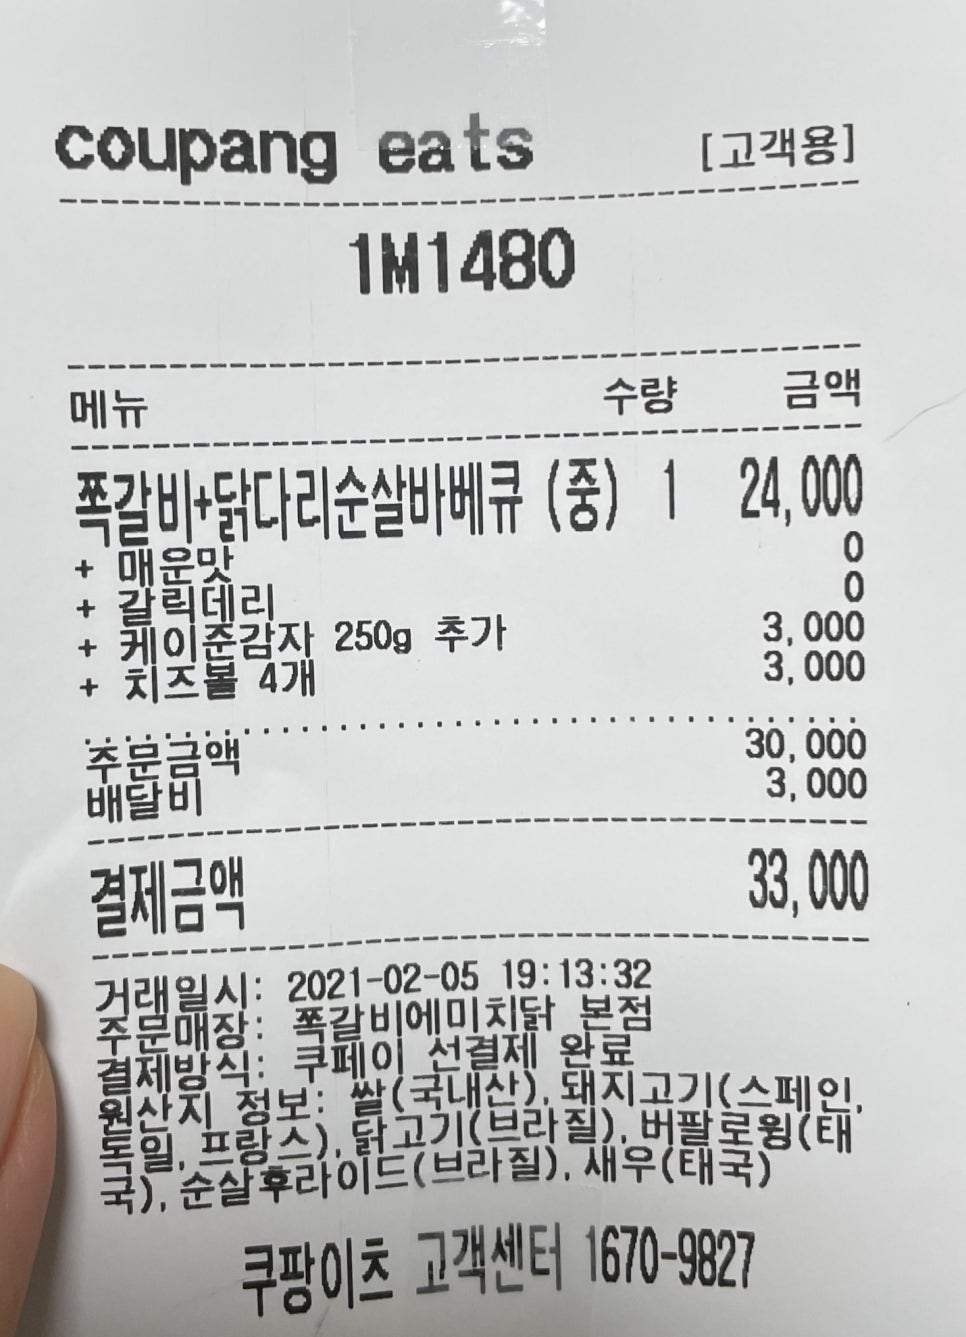 coupang eats [고객용]
1M1480
메뉴 수량 금액
쪽갈비+닭다리순살바베큐 (중) 1 24,000
+ 매운맛 0
+ 갈릭데리 0
+ 케이준감자 250g 추가 3,000
+ 치즈볼 4개 3,000
주문금액 30,000
배달비 3,000
결제금액 33,000
거래일시: 2021-02-05 19:13:32
주문매장: 쪽갈비에미치닭 본점
결제방식: 쿠페이 선결제 완료
원산지 정보: 쌀(국내산), 돼지고기(스페인,
독일, 프랑스), 닭고기(브라질), 버팔로윙(태
국), 순살후라이드(브라질), 새우(태국)
쿠팡이츠 고객센터 1670-9827